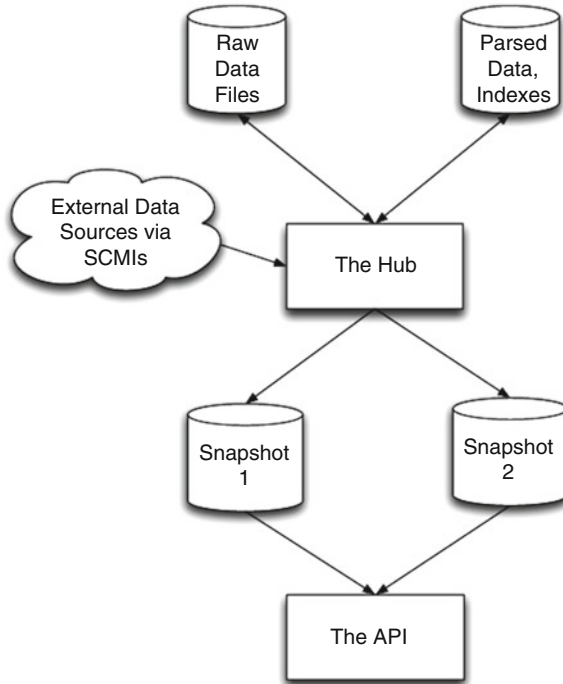 Raw
Data
Files
Parsed
Data,
Indexes
External Data
Sources via
SCMIs
The Hub
Snapshot
1
Snapshot
2
The API